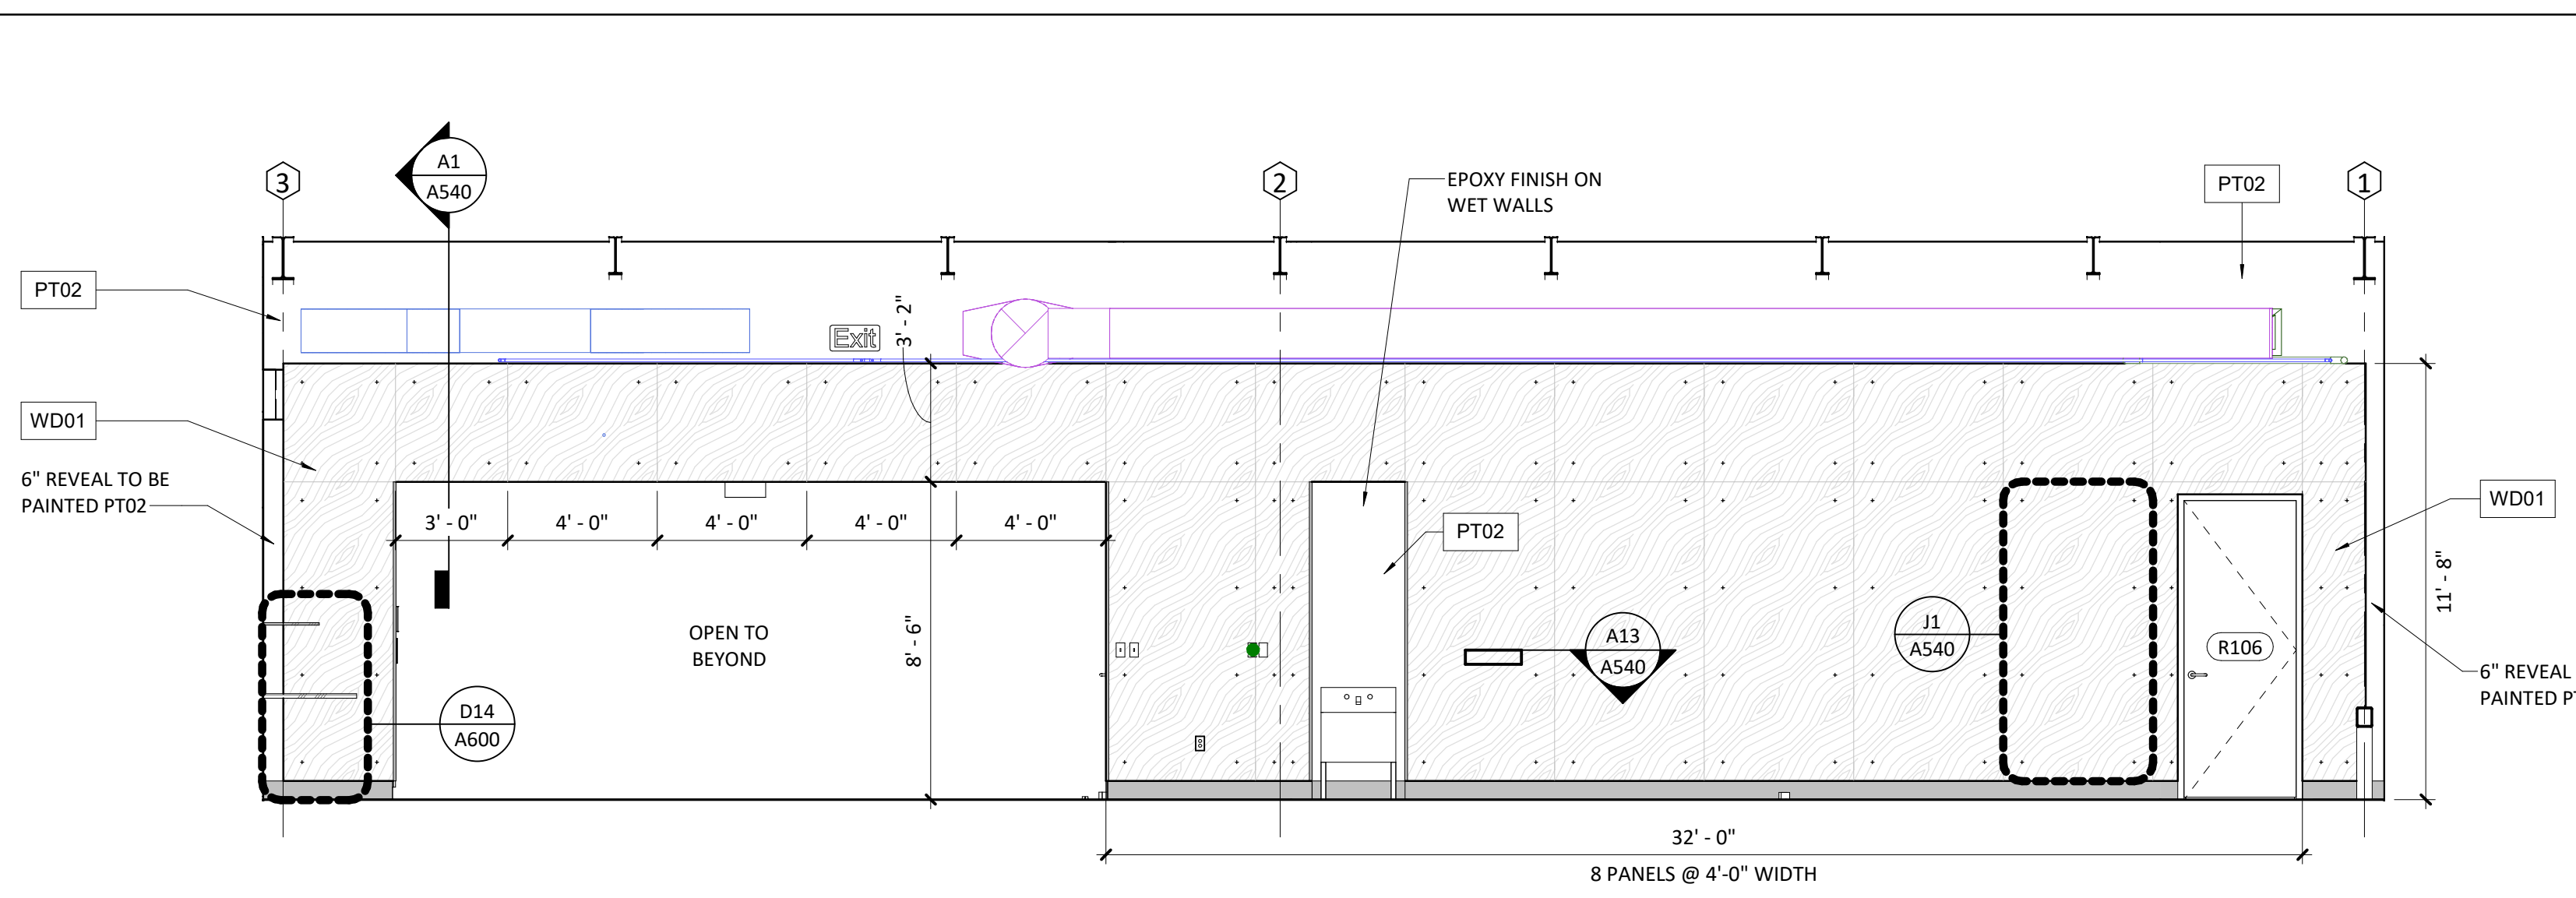 A1
A540
3
2
EPOXY FINISH ON
WET WALLS
PT02
1
PT02
Exit
3' - 2"
WD01
6" REVEAL TO BE
PAINTED PT02
3' - 0"
4' - 0"
4' - 0"
4' - 0"
4' - 0"
PT02
WD01
11' - 8"
OPEN TO
BEYOND
8' - 6"
A13
A540
J1
A540
R106
6" REVEAL
PAINTED
D14
A600
32' - 0"
8 PANELS @ 4'-0" WIDTH